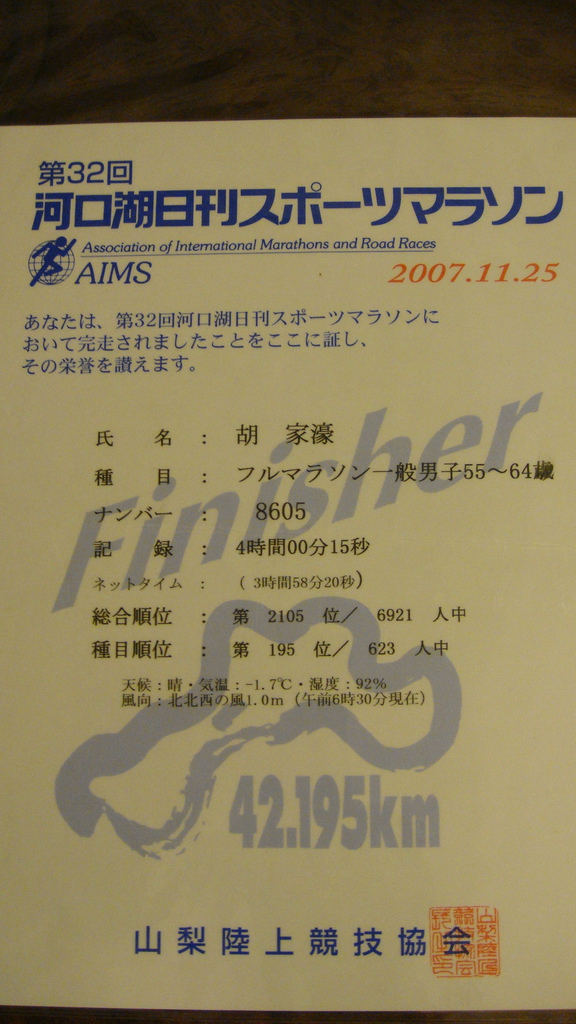 第32回
河口湖日刊スポーツマラソン
Association of International Marathons and Road Races
AIMS
2007.11.25
あなたは、第32回河口湖日刊スポーツマラソンに
おいて完走されましたことをここに証し、
その栄誉を讃えます。
Finisher
氏 名 : 胡 家濠
種 目 : フルマラソン一般男子55〜64歳
ナンバー : 8605
記 録 : 4時間00分15秒
ネットタイム : ( 3時間58分20秒)
総合順位 : 第 2105 位/ 6921 人中
種目順位 : 第 195 位/ 623 人中
天候:晴・気温:-1.7℃・湿度:92%
風向:北北西の風1.0m(午前6時30分現在)
42.195km
山梨陸上競技協会